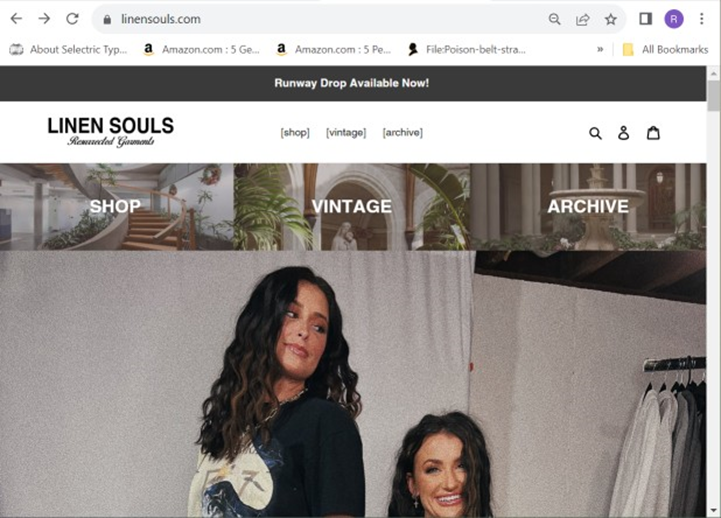 linensouls.com
R
About Selectric Typ...
Amazon.com : 5 Ge...
Amazon.com : 5 Pe...
File:Poison-belt-stra...
»
All Bookmarks
Runway Drop Available Now!
LINEN SOULS
Resurrected Garments
[shop] [vintage] [archive]
SHOP VINTAGE ARCHIVE